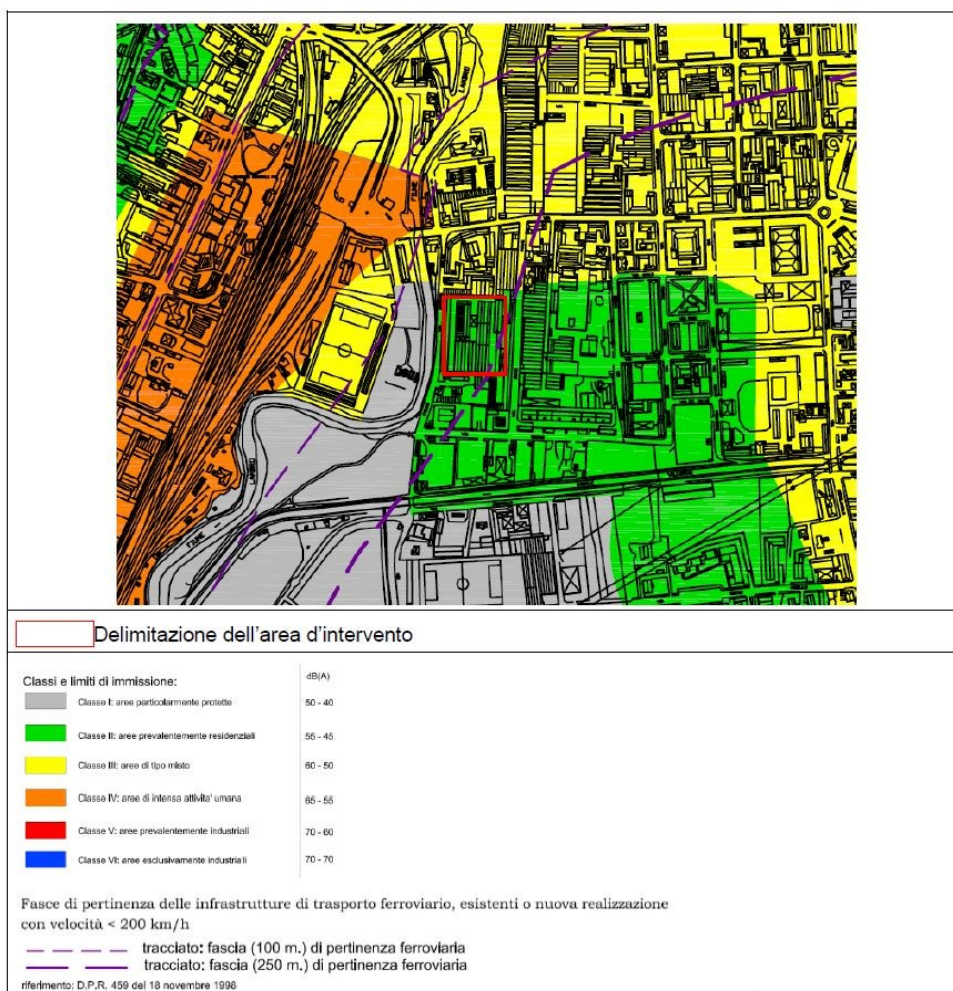 FIUME
LAMBRO
FIUME
Delimitazione dell'area d'intervento
Classi e limiti di immissione:
dB(A)
Classe I: aree particolarmente protette
50 - 40
Classe II: aree prevalentemente residenziali
55 - 45
Classe III: aree di tipo misto
60 - 50
Classe IV: aree di intensa attivita' umana
65 - 55
Classe V: aree prevalentemente industriali
70 - 60
Classe VI: aree esclusivamente industriali
70 - 70
Fasce di pertinenza delle infrastrutture di trasporto ferroviario, esistenti o nuova realizzazione
con velocità < 200 km/h
tracciato: fascia (100 m.) di pertinenza ferroviaria
tracciato: fascia (250 m.) di pertinenza ferroviaria
riferimento: D.P.R. 459 del 18 novembre 1998